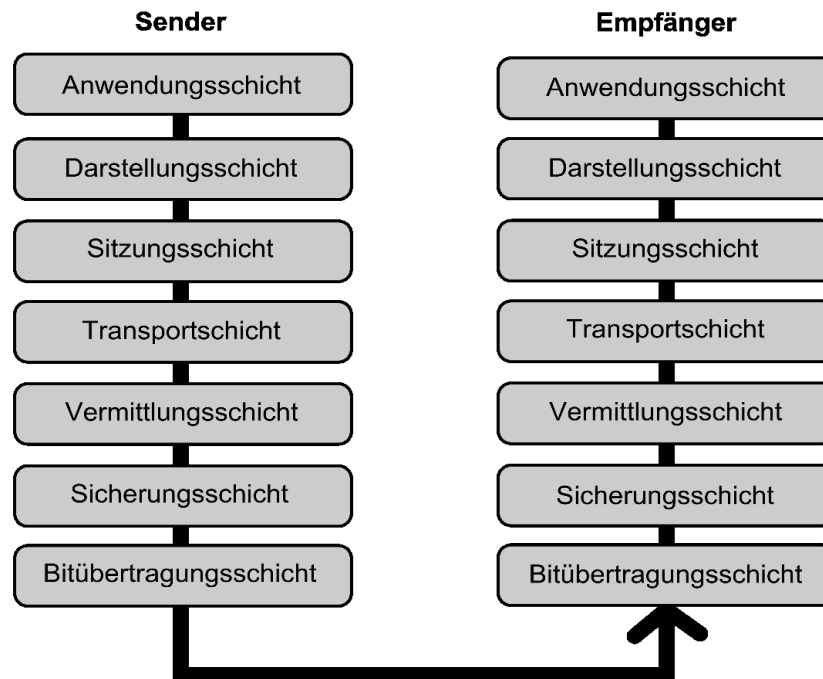 Sender
Anwendungsschicht
Darstellungsschicht
Sitzungsschicht
Transportschicht
Vermittlungsschicht
Sicherungsschicht
Bitübertragungsschicht
Empfänger
Anwendungsschicht
Darstellungsschicht
Sitzungsschicht
Transportschicht
Vermittlungsschicht
Sicherungsschicht
Bitübertragungsschicht